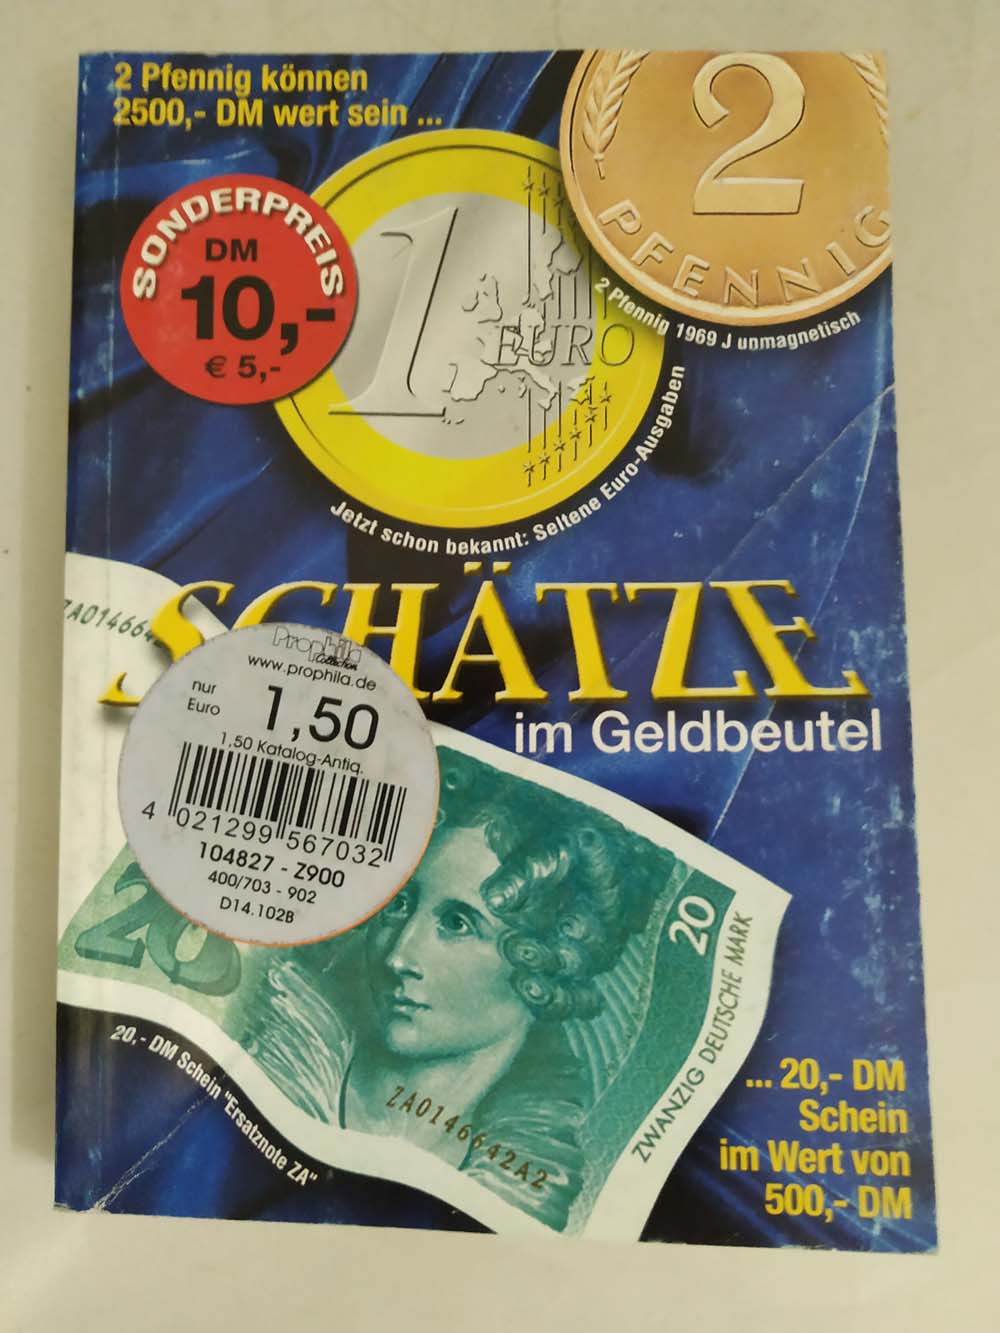 2 Pfennig können
2500,- DM wert sein ...
2
PFENNIG
2 Pfennig 1969 J unmagnetisch
SONDERPREIS
DM
10,-
€ 5,-
1
EURO
Jetzt schon bekannt: Seltene Euro-Ausgaben
SCHÄTZE
im Geldbeutel
ZA0146642
Prophila
Collection
www.prophila.de
nur
Euro
1,50
1,50 Katalog-Antiq.
4 021299 567032
104827 - Z900
400/703 - 902
D14.102B
20
20
ZWANZIG DEUTSCHE MARK
ZA0146642A2
20,- DM Schein "Ersatznote ZA"
... 20,- DM
Schein
im Wert von
500,- DM